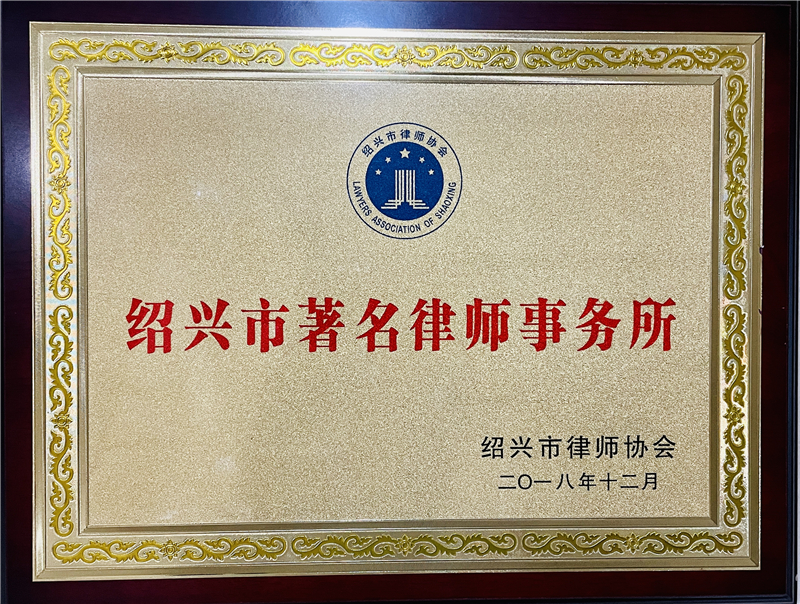 绍兴市律师协会
LAWYERS ASSOCIATION OF SHAOXING
绍兴市著名律师事务所
绍兴市律师协会
二〇一八年十二月